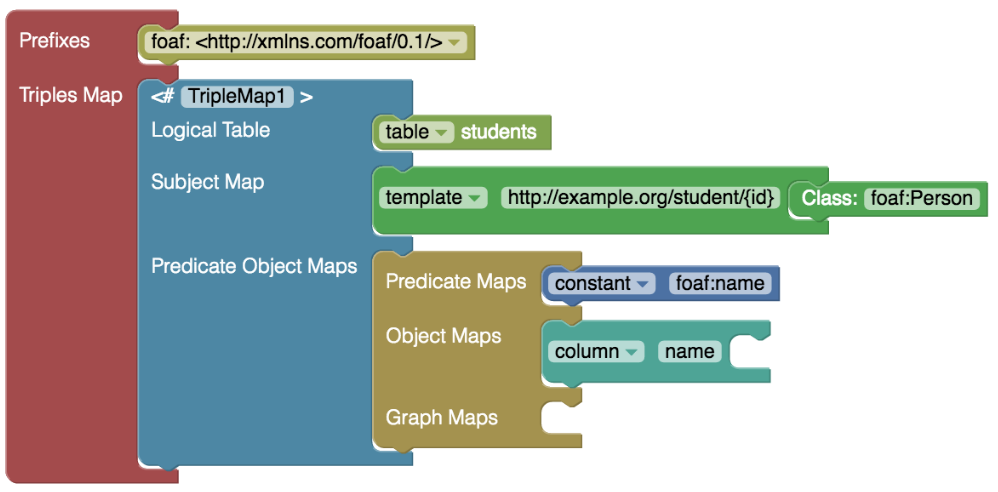 Prefixes foaf: <http://xmlns.com/foaf/0.1/>
Triples Map <# TripleMap1 >
Logical Table table students
Subject Map template http://example.org/student/{id} Class: foaf:Person
Predicate Object Maps Predicate Maps constant foaf:name
Object Maps column name
Graph Maps